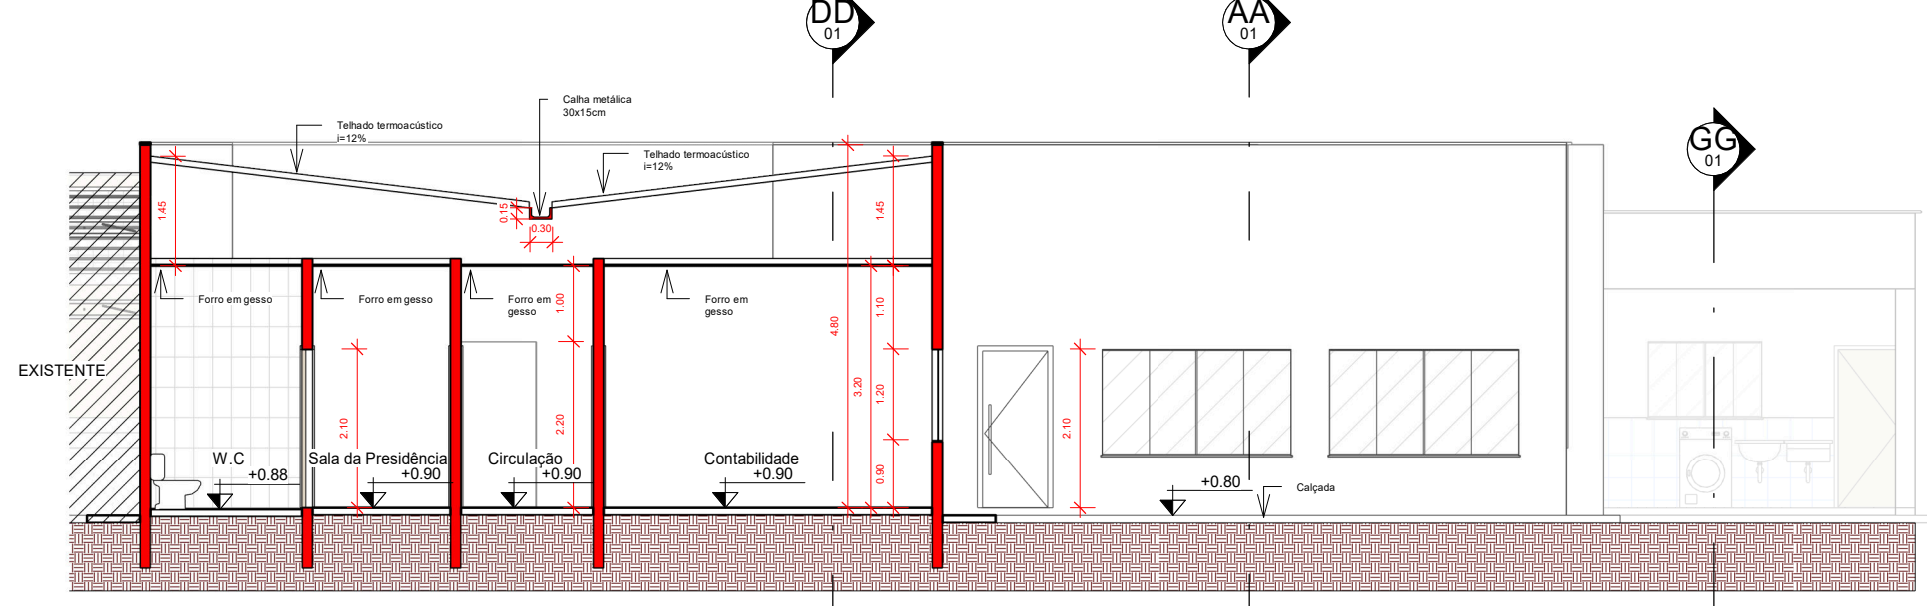 DD
01
AA
01
GG
01
Calha metálica
30x15cm
Telhado termoacústico
i=12%
Telhado termoacústico
i=12%
1.45
0.15
0.30
1.45
Forro em gesso
Forro em gesso
Forro em
gesso
Forro em
gesso
1.00
4.80
1.10
3.20
1.20
EXISTENTE
2.10
2.20
2.10
0.90
W.C
+0.88
Sala da Presidência
+0.90
Circulação
+0.90
Contabilidade
+0.90
+0.80
Calçada